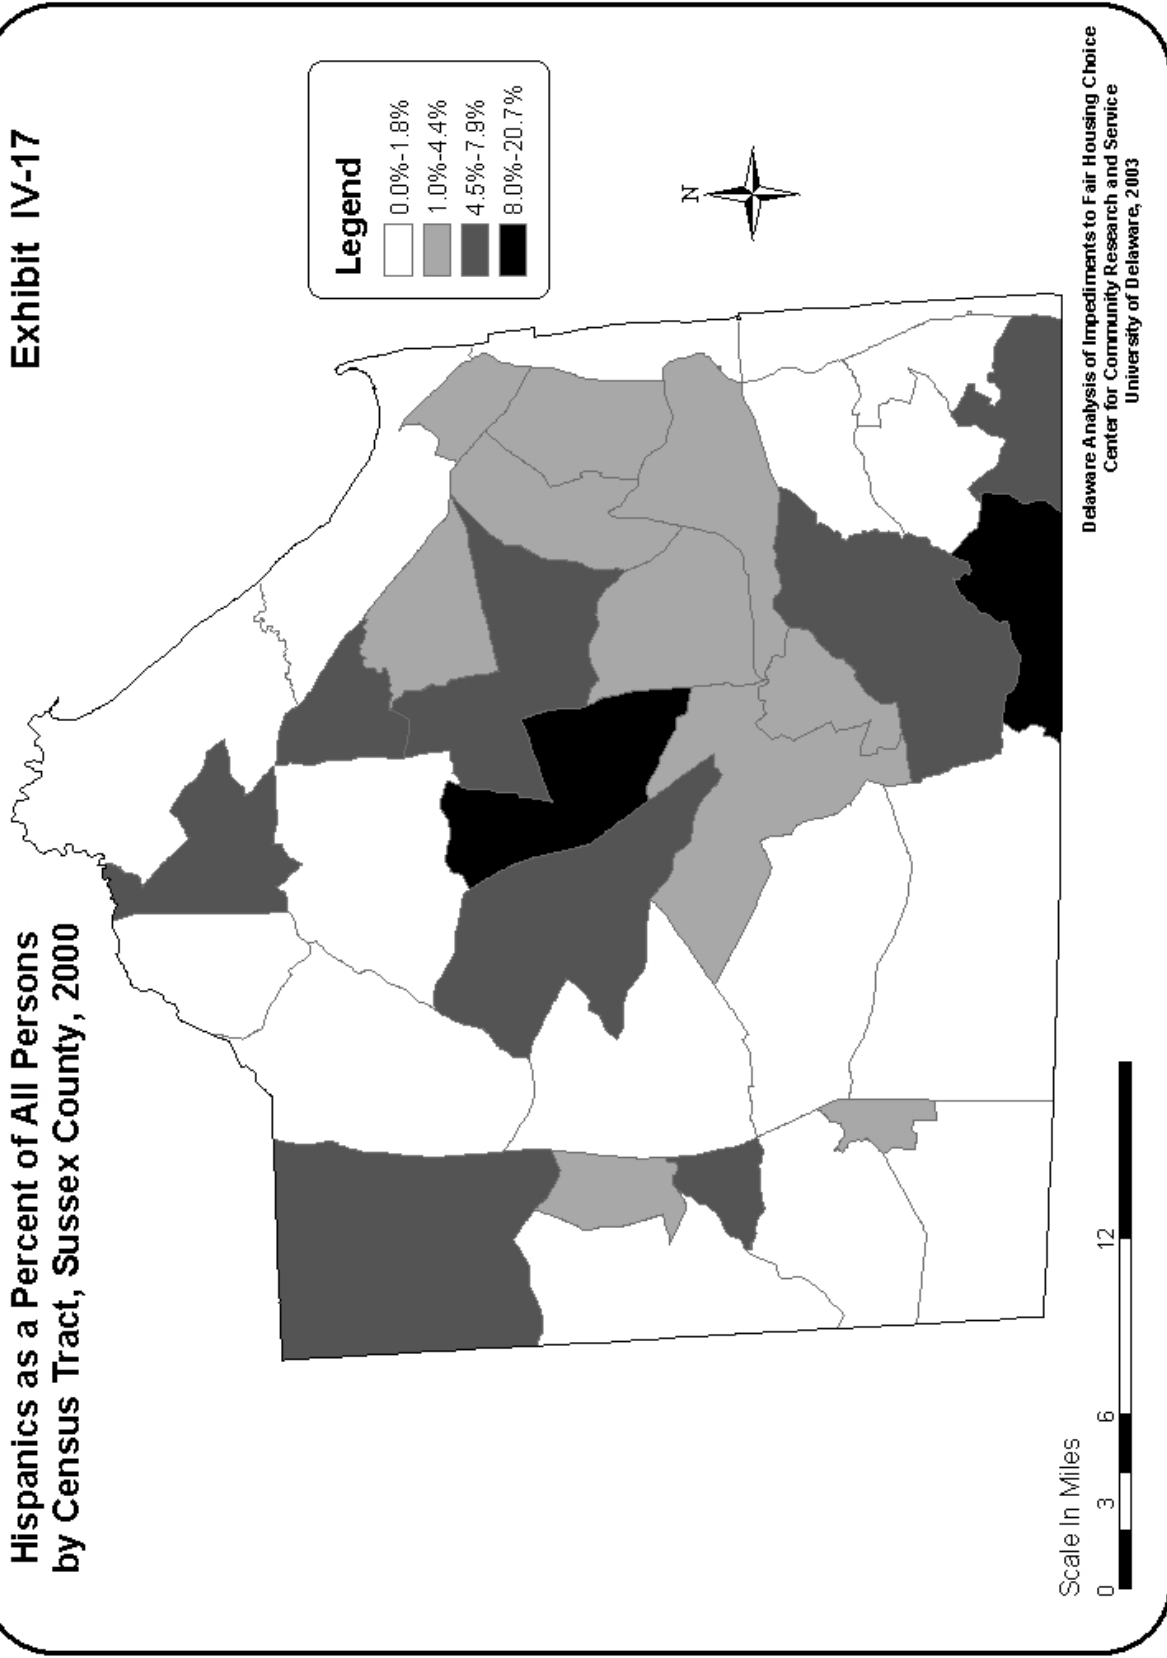 Exhibit IV-17
Hispanics as a Percent of All Persons
by Census Tract, Sussex County, 2000
Legend
0.0%-1.8%
1.0%-4.4%
4.5%-7.9%
8.0%-20.7%
N
Scale In Miles
0 3 6 12
Delaware Analysis of Impediments to Fair Housing Choice
Center for Community Research and Service
University of Delaware, 2003